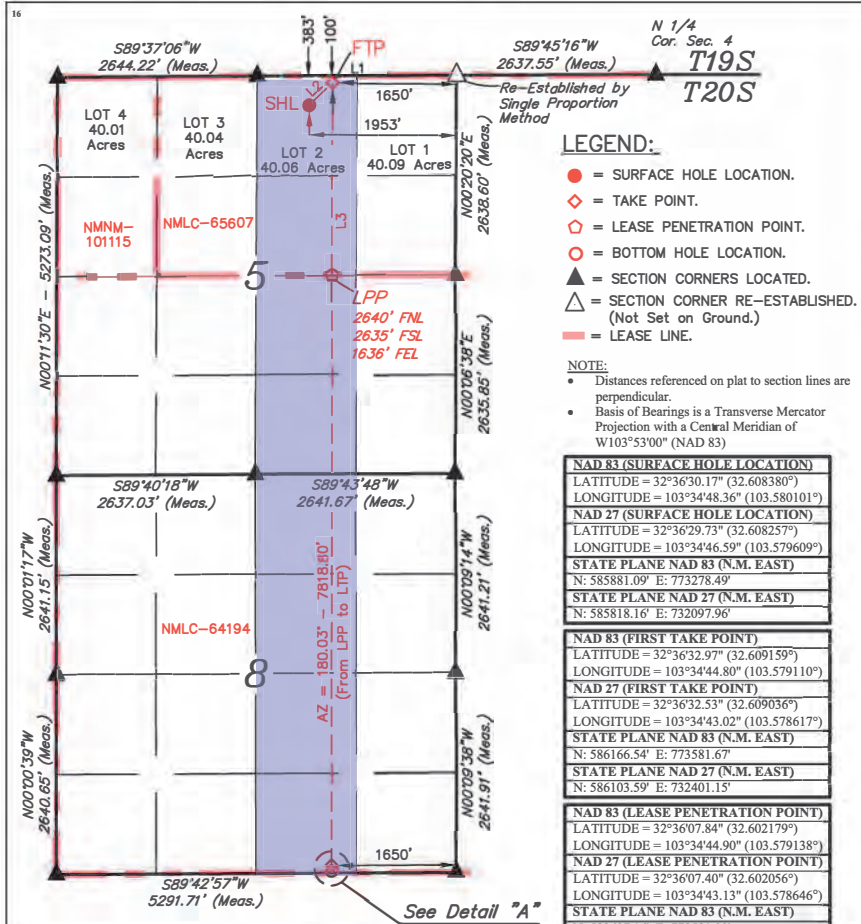 16
S89°37'06"W
2644.22' (Meas.)
383'
100'
FTP
L1
S89°45'16"W
2637.55' (Meas.)
N 1/4
Cor. Sec. 4
T19S
T20S
1650'
Re-Established by
Single Proportion
Method
SHL
L2
1953'
LOT 4
40.01
Acres
LOT 3
40.04
Acres
LOT 2
40.06 Acres
LOT 1
40.09 Acres
N00°20'20"E
2638.60' (Meas.)
L3
NMNM-
101115
NMLC-65607
5
LPP
2640' FNL
2635' FSL
1636' FEL
N00°11'30"E - 5273.09' (Meas.)
N00°06'38"E
2635.85' (Meas.)
S89°40'18"W
2637.03' (Meas.)
S89°43'48"W
2641.67' (Meas.)
N00°01'17"W
2641.15' (Meas.)
N00°09'14"W
2641.21' (Meas.)
NMLC-64194
AZ = 180.03° - 7818.80'
(From LPP to LTP)
8
N00°00'39"W
2640.65' (Meas.)
N00°09'38"W
2641.91' (Meas.)
1650'
S89°42'57"W
5291.71' (Meas.)
See Detail "A"
LEGEND:
= SURFACE HOLE LOCATION.
= TAKE POINT.
= LEASE PENETRATION POINT.
= BOTTOM HOLE LOCATION.
= SECTION CORNERS LOCATED.
= SECTION CORNER RE-ESTABLISHED.
(Not Set on Ground.)
= LEASE LINE.
NOTE:
• Distances referenced on plat to section lines are
perpendicular.
• Basis of Bearings is a Transverse Mercator
Projection with a Central Meridian of
W103°53'00" (NAD 83)
NAD 83 (SURFACE HOLE LOCATION)
LATITUDE = 32°36'30.17" (32.608380°)
LONGITUDE = 103°34'48.36" (103.580101°)
NAD 27 (SURFACE HOLE LOCATION)
LATITUDE = 32°36'29.73" (32.608257°)
LONGITUDE = 103°34'46.59" (103.579609°)
STATE PLANE NAD 83 (N.M. EAST)
N: 585881.09' E: 773278.49'
STATE PLANE NAD 27 (N.M. EAST)
N: 585818.16' E: 732097.96'
NAD 83 (FIRST TAKE POINT)
LATITUDE = 32°36'32.97" (32.609159°)
LONGITUDE = 103°34'44.80" (103.579110°)
NAD 27 (FIRST TAKE POINT)
LATITUDE = 32°36'32.53" (32.609036°)
LONGITUDE = 103°34'43.02" (103.578617°)
STATE PLANE NAD 83 (N.M. EAST)
N: 586166.54' E: 773581.67'
STATE PLANE NAD 27 (N.M. EAST)
N: 586103.59' E: 732401.15'
NAD 83 (LEASE PENETRATION POINT)
LATITUDE = 32°36'07.84" (32.602179°)
LONGITUDE = 103°34'44.90" (103.579138°)
NAD 27 (LEASE PENETRATION POINT)
LATITUDE = 32°36'07.40" (32.602056°)
LONGITUDE = 103°34'43.13" (103.578646°)
STATE PLANE NAD 83 (N.M. EAST)